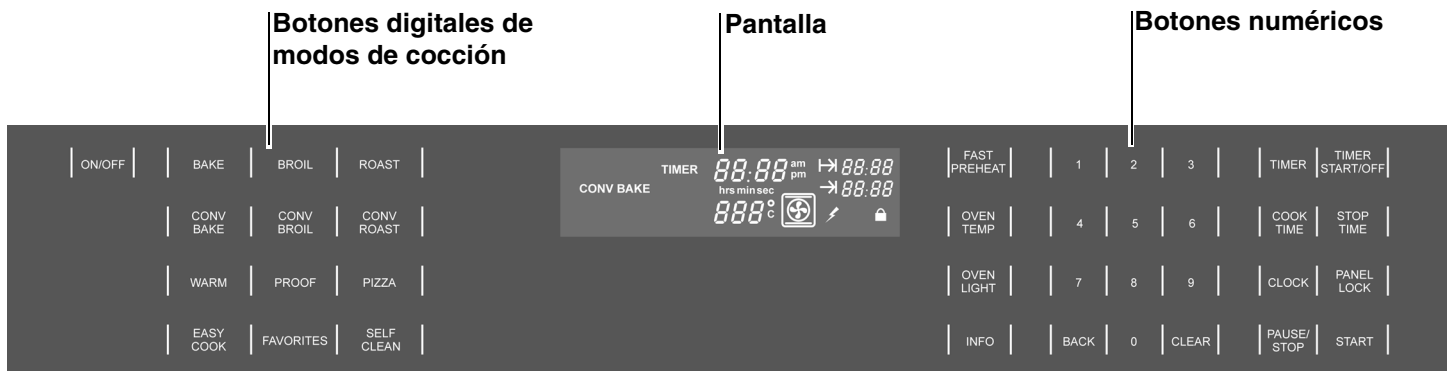 Botones digitales de
modos de cocción
Pantalla
Botones numéricos
ON/OFF
BAKE
BROIL
ROAST
CONV
BAKE
CONV
BROIL
CONV
ROAST
WARM
PROOF
PIZZA
EASY
COOK
FAVORITES
SELF
CLEAN
TIMER
88:88 am
pm
88:88
CONV BAKE
hrs min sec
88:88
888°C
FAST
PREHEAT
1
2
3
TIMER
TIMER
START/OFF
OVEN
TEMP
4
5
6
COOK
TIME
STOP
TIME
OVEN
LIGHT
7
8
9
CLOCK
PANEL
LOCK
INFO
BACK
0
CLEAR
PAUSE/
STOP
START